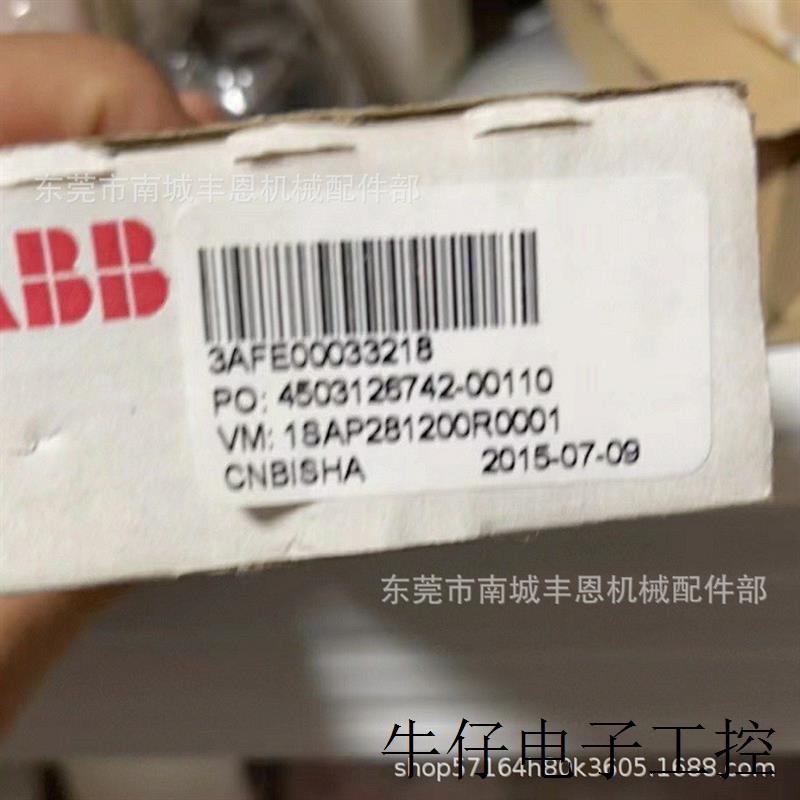 东莞市南城丰恩机械配件部
ABB
3AFE00033218
PO: 4503126742-00110
VM: 1SAP281200R0001
CNBISHA 2015-07-09
东莞市南城丰恩机械配件部
牛仔电子工控
shop57164h80k3605.1688.com